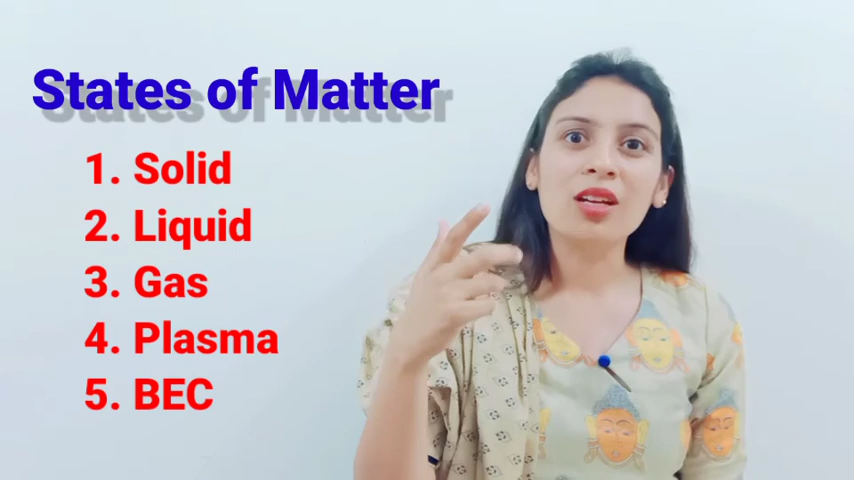 States of Matter
1. Solid
2. Liquid
3. Gas
4. Plasma
5. BEC